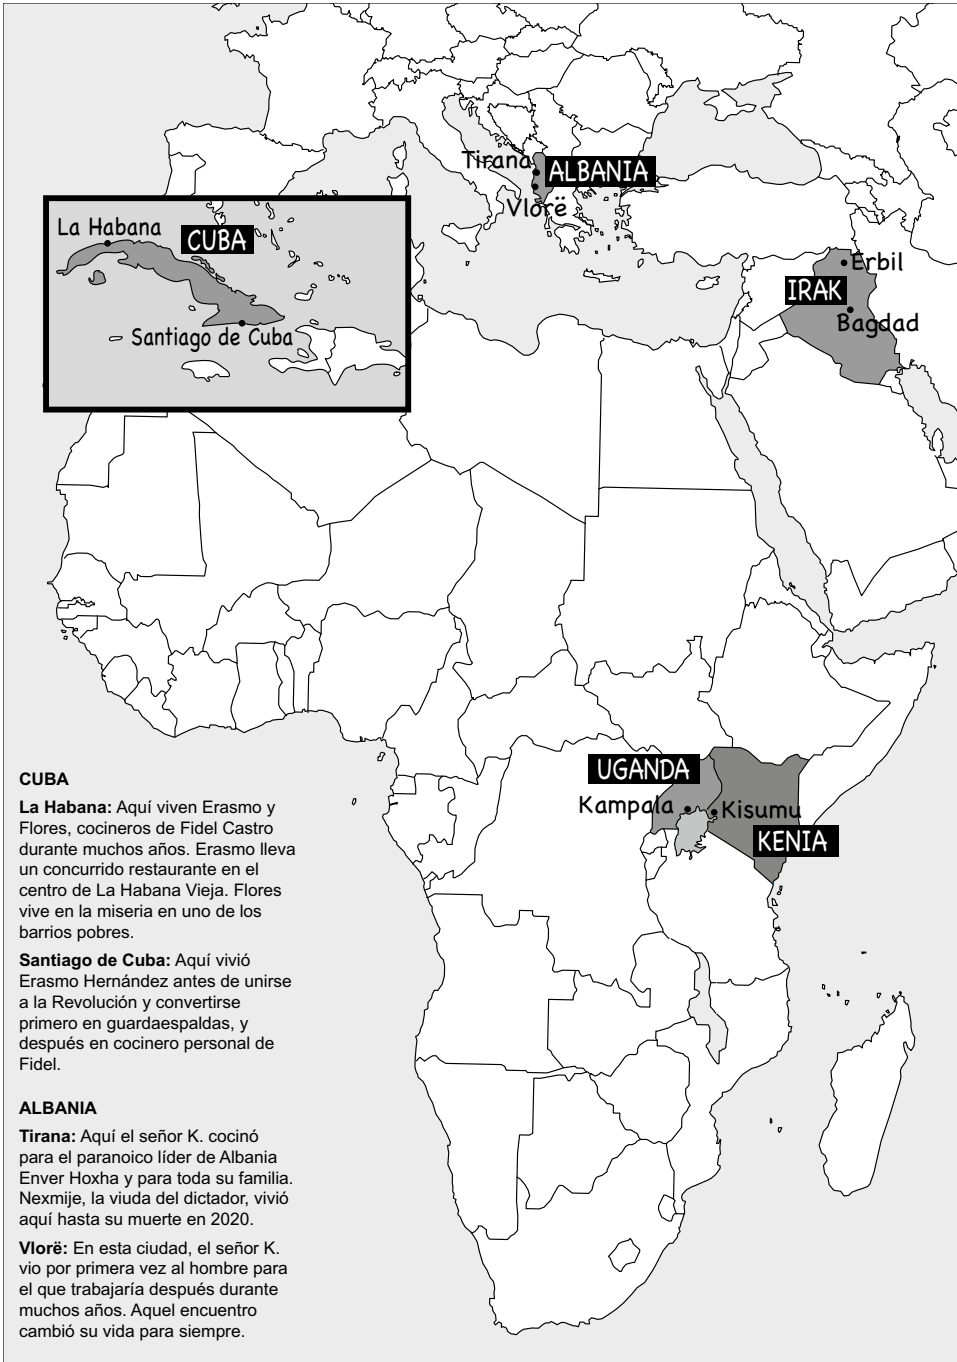 Tirana
ALBANIA
Vlorë
La Habana
CUBA
Santiago de Cuba
Erbil
IRAK
Bagdad
UGANDA
Kampala
Kisumu
KENIA
CUBA
La Habana: Aquí viven Erasmo y
Flores, cocineros de Fidel Castro
durante muchos años. Erasmo lleva
un concurrido restaurante en el
centro de La Habana Vieja. Flores
vive en la miseria en uno de los
barrios pobres.
Santiago de Cuba: Aquí vivió
Erasmo Hernández antes de unirse
a la Revolución y convertirse
primero en guardaespaldas, y
después en cocinero personal de
Fidel.
ALBANIA
Tirana: Aquí el señor K. cocinó
para el paranoico líder de Albania
Enver Hoxha y para toda su familia.
Nexmije, la viuda del dictador, vivió
aquí hasta su muerte en 2020.
Vlorë: En esta ciudad, el señor K.
vio por primera vez al hombre para
el que trabajaría después durante
muchos años. Aquel encuentro
cambió su vida para siempre.